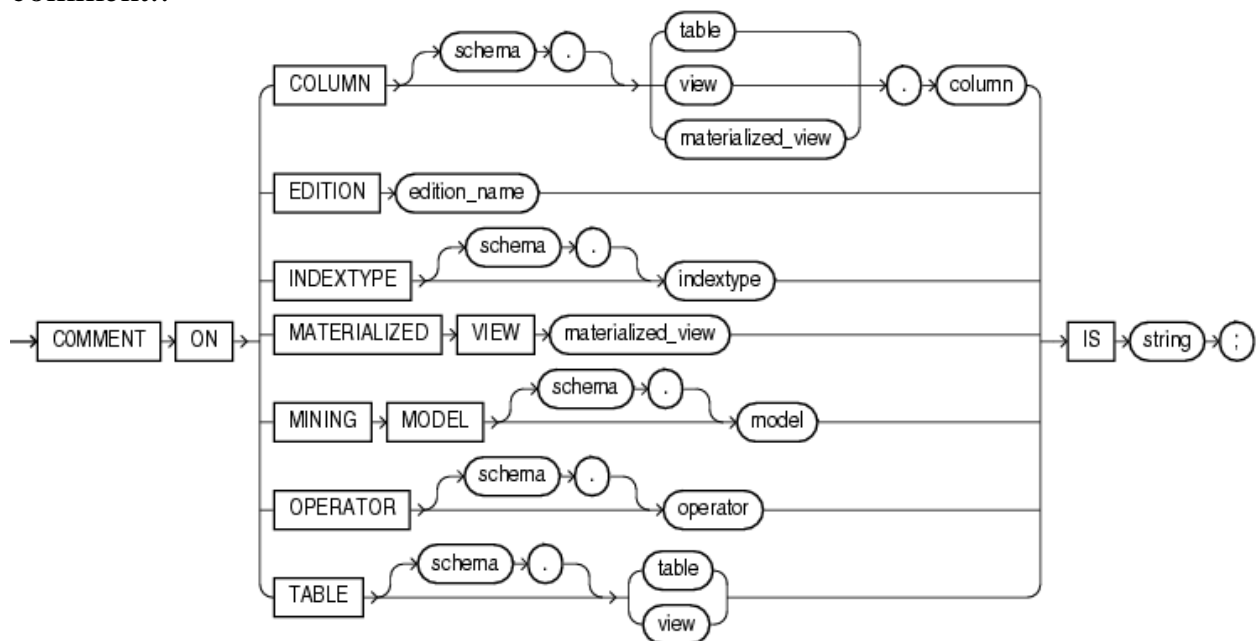 comment::
schema .
table
COLUMN view . column
materialized_view
EDITION edition_name
schema .
INDEXTYPE indextype
COMMENT ON MATERIALIZED VIEW materialized_view IS string ;
schema .
MINING MODEL model
schema .
OPERATOR operator
schema . table
TABLE
view